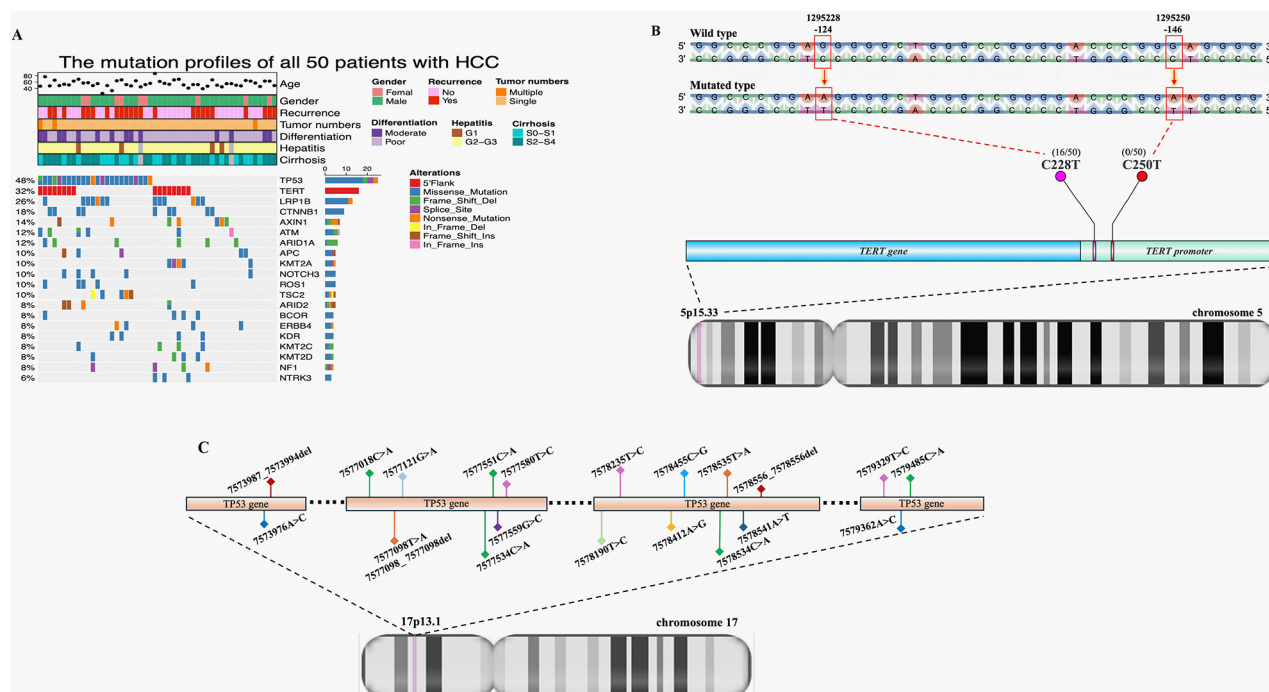 A
The mutation profiles of all 50 patients with HCC
80
60
40
Age
Gender
Recurrence
Tumor numbers
Differentiation
Hepatitis
Cirrhosis
Gender
Femal
Male
Recurrence
No
Yes
Tumor numbers
Multiple
Single
Differentiation
Moderate
Poor
Hepatitis
G1
G2−G3
Cirrhosis
S0−S1
S2−S4
0 10 20
48% TP53
32% TERT
26% LRP1B
18% CTNNB1
14% AXIN1
12% ATM
12% ARID1A
10% APC
10% KMT2A
10% NOTCH3
10% ROS1
10% TSC2
8% ARID2
8% BCOR
8% ERBB4
8% KDR
8% KMT2C
8% KMT2D
8% NF1
6% NTRK3
Alterations
5'Flank
Missense_Mutation
Frame_Shift_Del
Splice_Site
Nonsense_Mutation
In_Frame_Del
Frame_Shift_Ins
In_Frame_Ins
B
1295228
-124
1295250
-146
Wild type
5' G G C C C G G A G G G G G C T G G G C C G G G G A C C C G G G A G G G G 3'
3' C C G G G C C T C C C C C G A C C C G G C C C C T G G G C C C T C C C C 5'
Mutated type
5'
3'
(16/50)
C228T
(0/50)
C250T
TERT gene
TERT promoter
5p15.33
chromosome 5
C
7573987_7573994del
7577018C>A
7577121G>A
7577551C>A
7577580T>C
7578235T>C
7578455C>G
7578535T>A
7578556_7578556del
7579329T>C
7579485C>A
TP53 gene
TP53 gene
TP53 gene
TP53 gene
7573976A>C
7577098T>A
7577098_7577098del
7577534C>A
7577559G>C
7578190T>C
7578412A>G
7578534C>A
7578541A>T
7579362A>C
17p13.1
chromosome 17